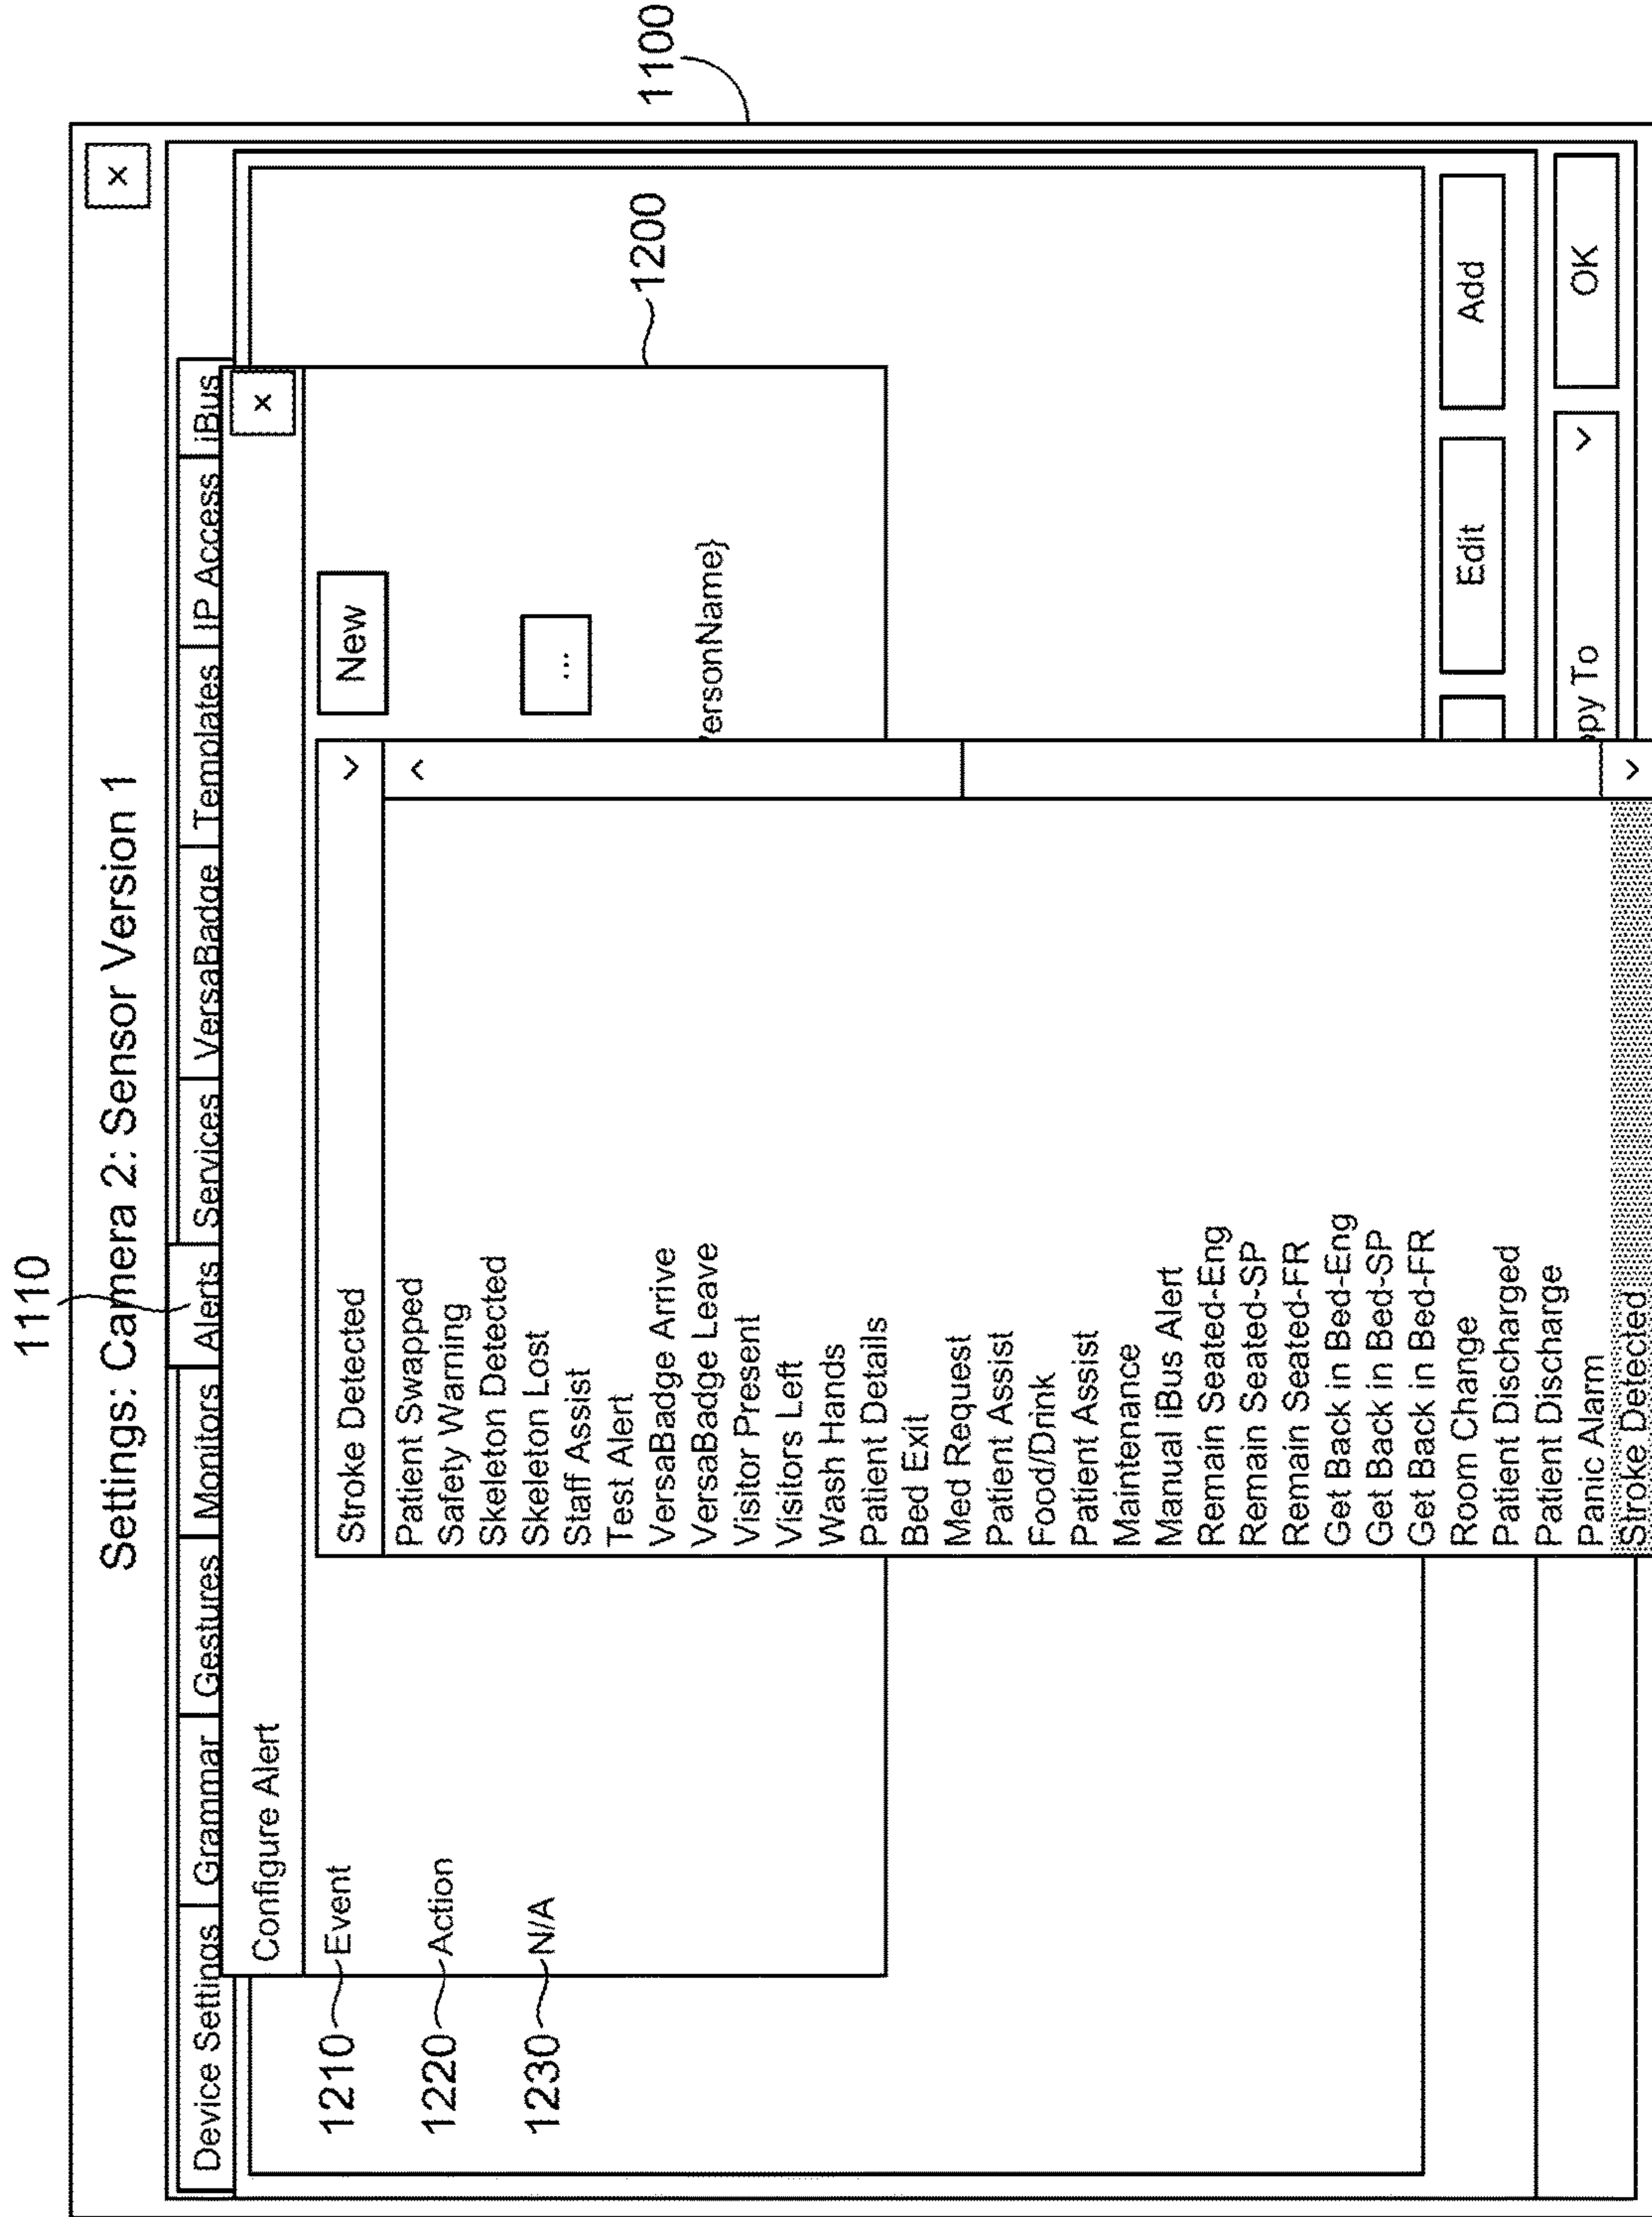 1110
Settings: Camera 2: Sensor Version 1
×
1100
Device Settings Grammar Gestures Monitors Alerts Services VersaBadge Templates IP Access iBus
Configure Alert ×
1210 Event Stroke Detected New
1220 Action
1230 N/A ...
1200
Patient Swapped
Safety Warning
Skeleton Detected
Skeleton Lost
Staff Assist
Test Alert
VersaBadge Arrive
VersaBadge Leave
ersonName}
Visitor Present
Visitors Left
Wash Hands
Patient Details
Bed Exit
Med Request
Patient Assist
Food/Drink
Patient Assist
Maintenance
Manual iBus Alert
Remain Seated-Eng
Remain Seated-SP
Remain Seated-FR
Get Back in Bed-Eng
Get Back in Bed-SP
Get Back in Bed-FR
Room Change
Patient Discharged
Patient Discharge
Panic Alarm
Stroke Detected
Edit Add
py To OK